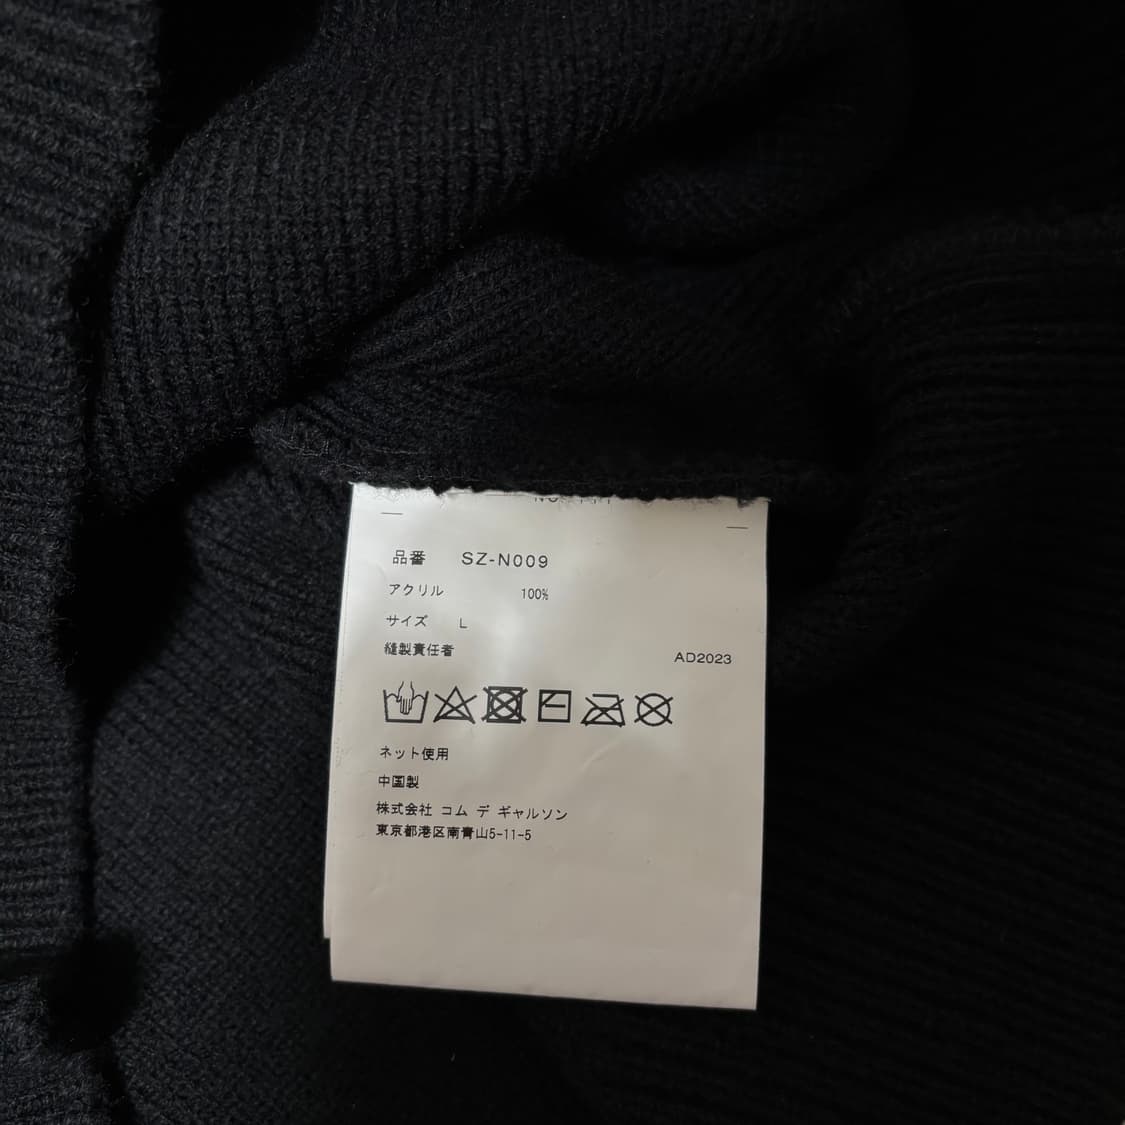 品番 SZ-N009
アクリル 100%
サイズ L
縫製責任者
AD2023
ネット使用
中国製
株式会社 コム デ ギャルソン
東京都港区南青山5-11-5